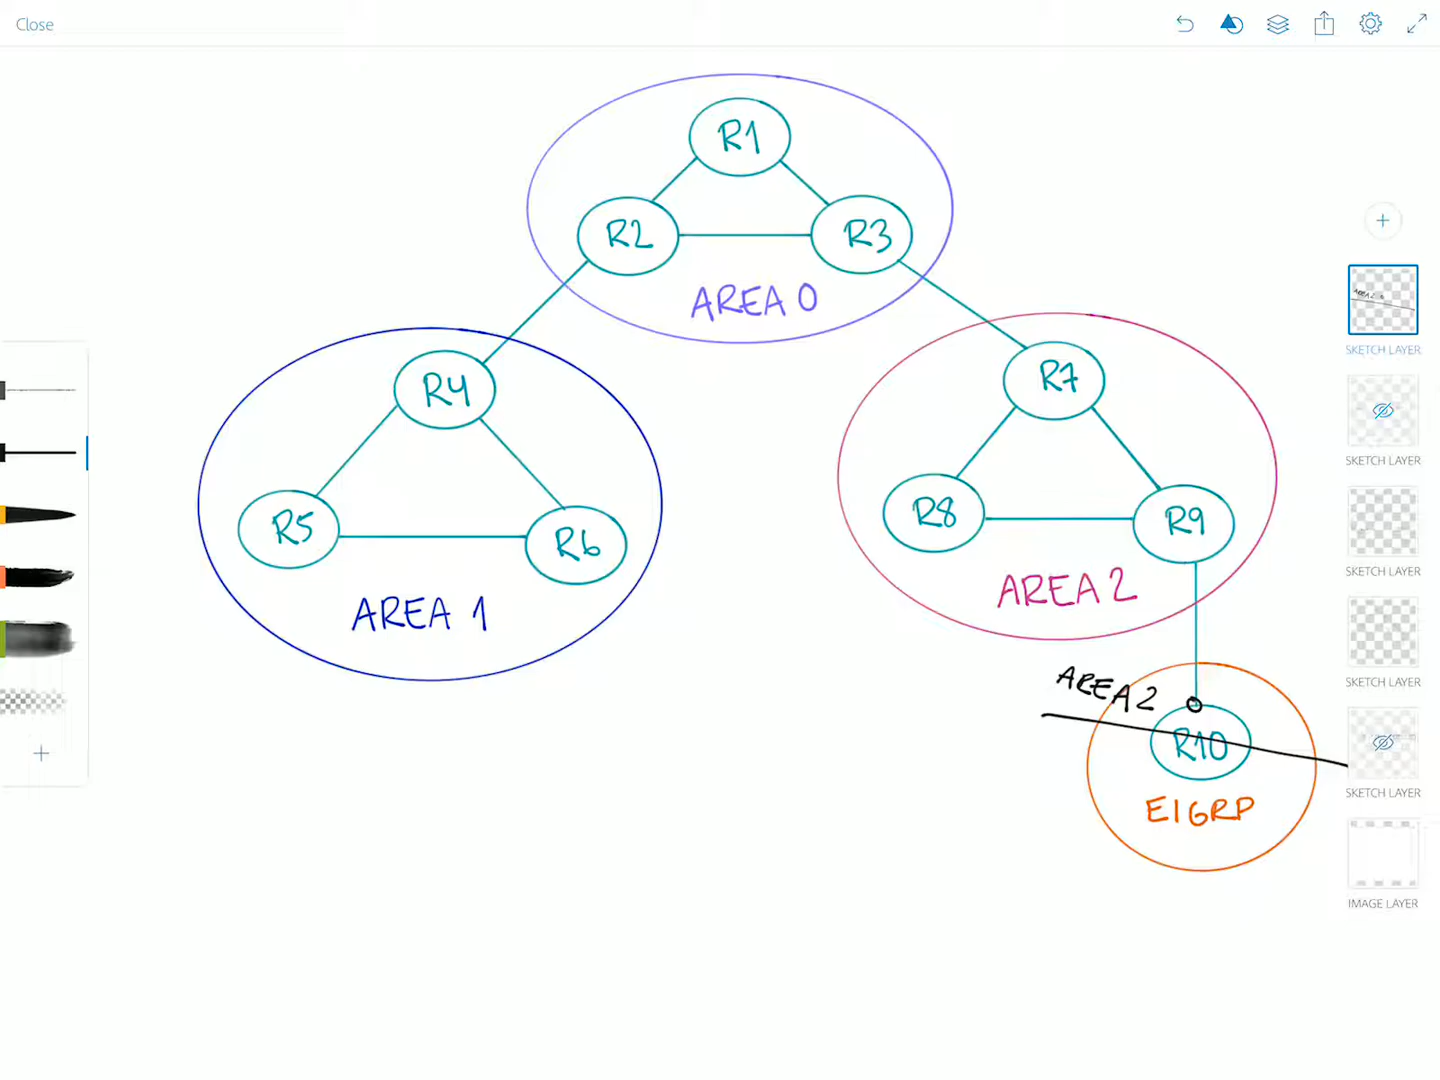 Close
R1
R2
R3
AREA 0
R4
R5
R6
AREA 1
R7
R8
R9
AREA 2
AREA 2
R10
EIGRP
SKETCH LAYER
SKETCH LAYER
SKETCH LAYER
SKETCH LAYER
SKETCH LAYER
IMAGE LAYER